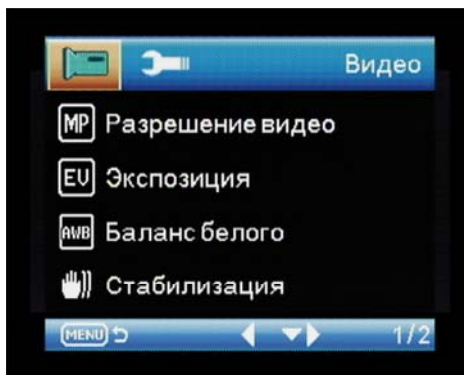 Видео
MP Разрешение видео
EV Экспозиция
AWB Баланс белого
Стабилизация
MENU 1/2